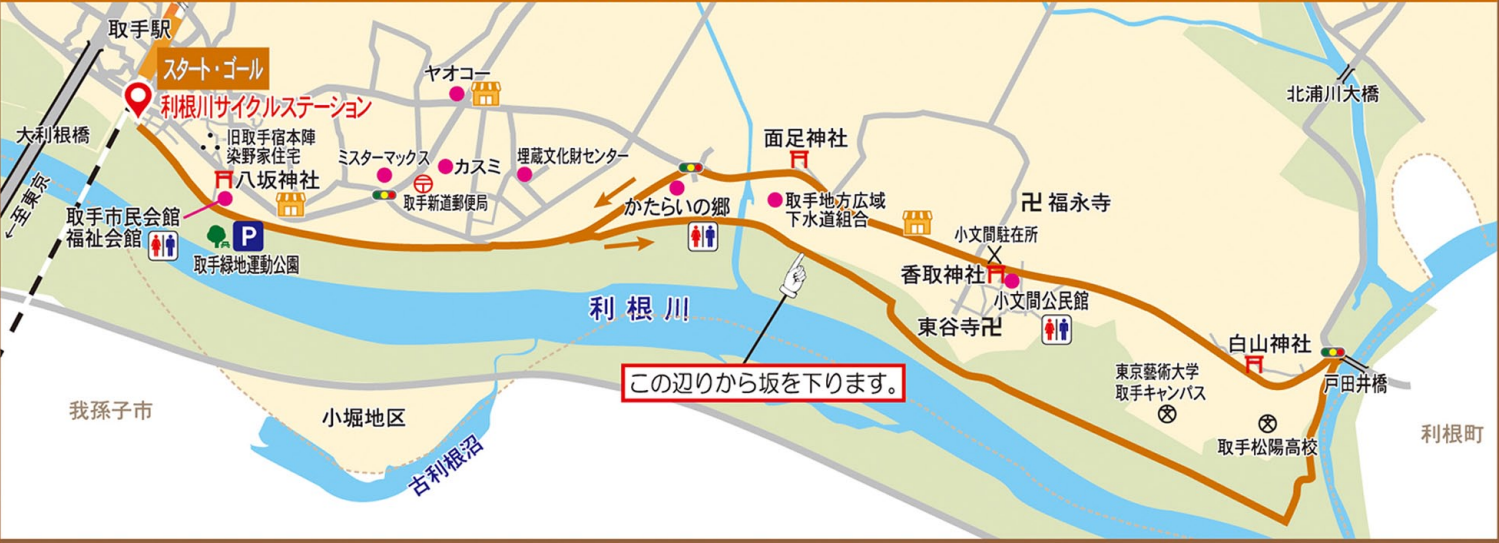 取手駅
スタート・ゴール
利根川サイクルステーション
大利根橋
←至東京
旧取手宿本陣
染野家住宅
八坂神社
取手市民会館
福祉会館
P
取手緑地運動公園
ヤオコー
ミスターマックス
カスミ
埋蔵文化財センター
取手新道郵便局
かたらいの郷
面足神社
取手地方広域
下水道組合
福永寺
小文間駐在所
香取神社
小文間公民館
東谷寺
北浦川大橋
白山神社
戸田井橋
東京藝術大学
取手キャンパス
取手松陽高校
利根川
この辺りから坂を下ります。
我孫子市
小堀地区
古利根沼
利根町